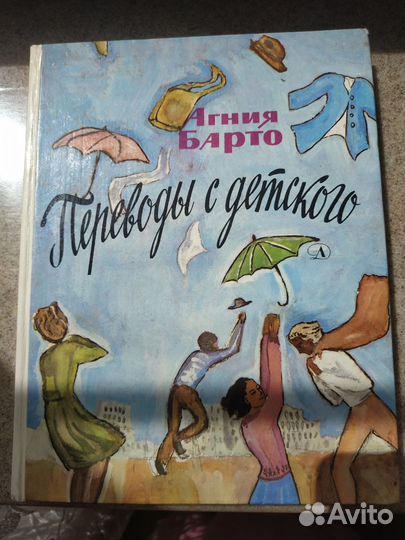 Агния
Барто
Переводы с детского
Д
Avito